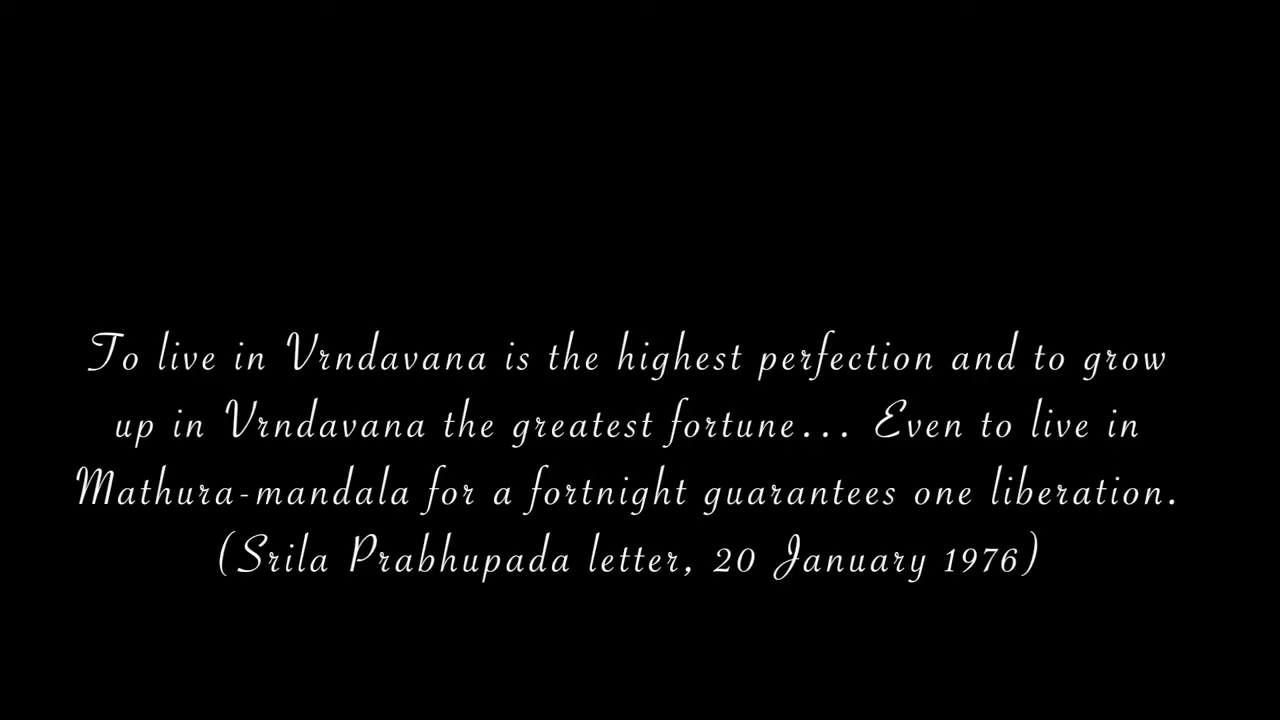 To live in Vrndavana is the highest perfection and to grow
up in Vrndavana the greatest fortune... Even to live in
Mathura-mandala for a fortnight guarantees one liberation.
(Srila Prabhupada letter, 20 January 1976)